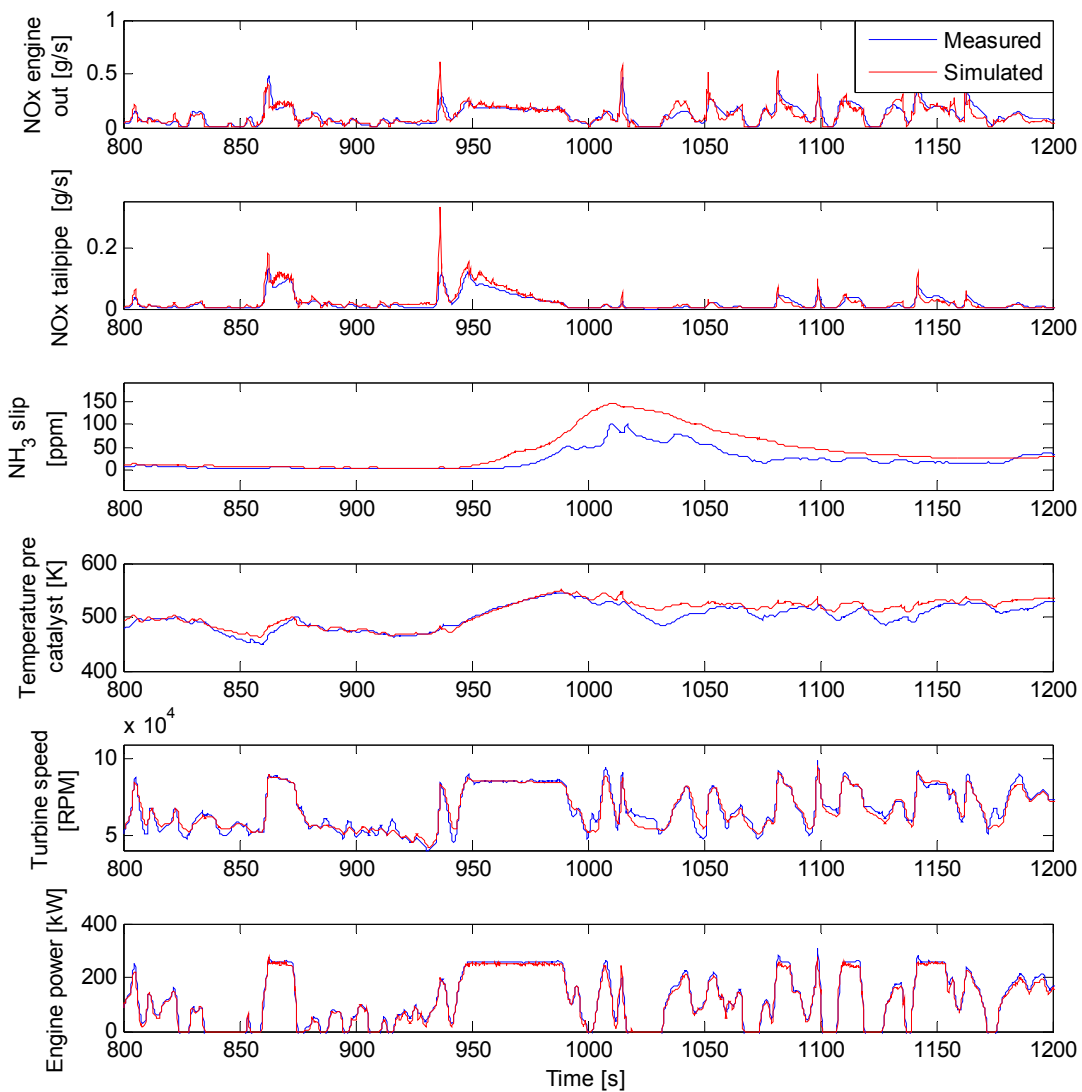 NOx engine
out [g/s]
1
0.5
0
Measured
Simulated
800 850 900 950 1000 1050 1100 1150 1200
NOx tailpipe [g/s]
0.2
0
800 850 900 950 1000 1050 1100 1150 1200
NH3 slip
[ppm]
150
100
50
0
800 850 900 950 1000 1050 1100 1150 1200
Temperature pre
catalyst [K]
600
500
400
800 850 900 950 1000 1050 1100 1150 1200
x 10^4
Turbine speed
[RPM]
10
5
800 850 900 950 1000 1050 1100 1150 1200
Engine power [kW]
400
200
0
800 850 900 950 1000 1050 1100 1150 1200
Time [s]